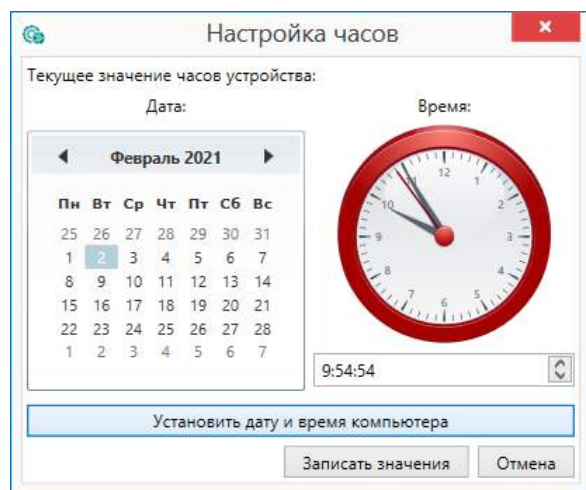 Настройка часов
Текущее значение часов устройства:
Дата:
Время:
Февраль 2021
Пн Вт Ср Чт Пт Сб Вс
25 26 27 28 29 30 31
1 2 3 4 5 6 7
8 9 10 11 12 13 14
15 16 17 18 19 20 21
22 23 24 25 26 27 28
1 2 3 4 5 6 7
12
11 1
10 2
9 3
8 4
7 5
6
9:54:54
Установить дату и время компьютера
Записать значения Отмена